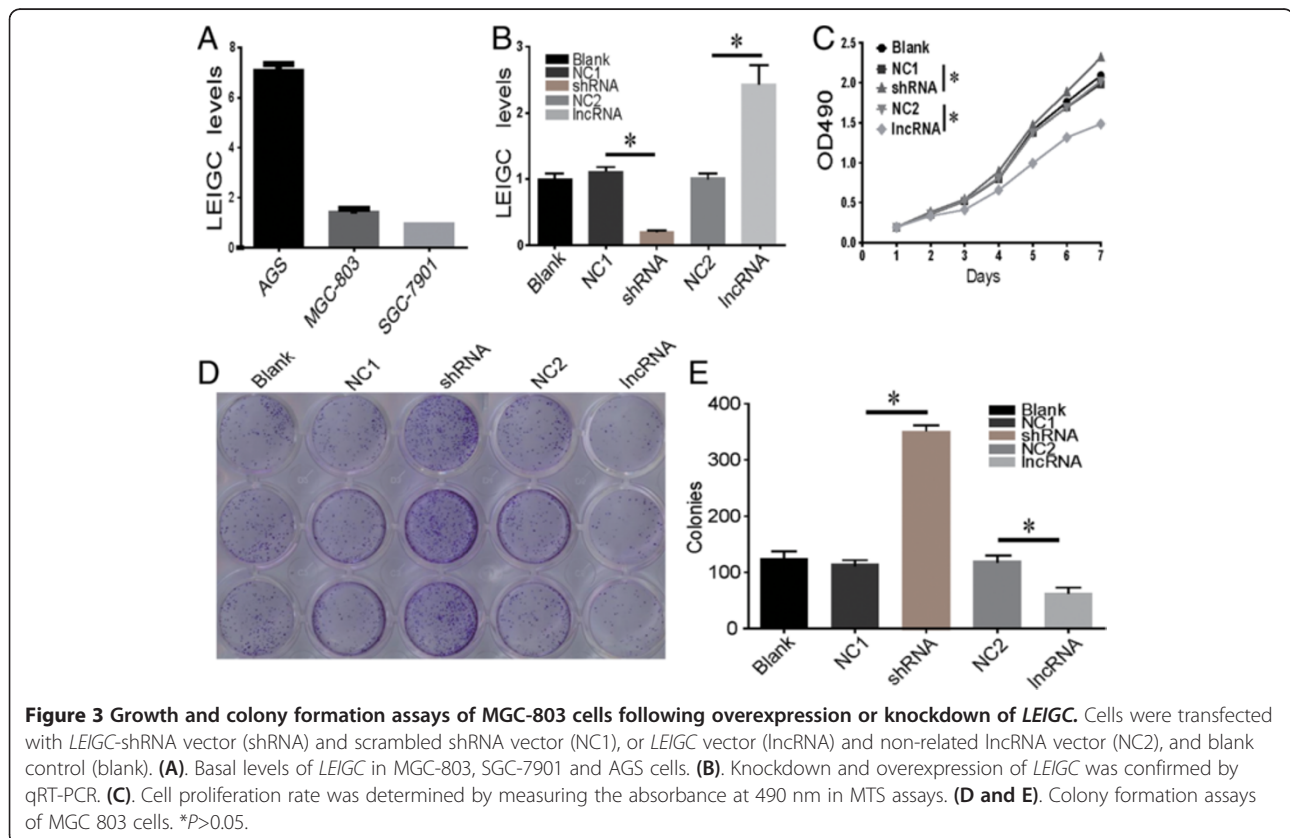 A
LEIGC levels
8
6
4
2
0
AGS
MGC-803
SGC-7901
B
LEIGC levels
3
2
1
0
Blank
NC1
shRNA
NC2
lncRNA
*
*
Blank
NC1
shRNA
NC2
lncRNA
C
OD490
2.5
2.0
1.5
1.0
0.5
0.0
Blank
NC1
shRNA
*
NC2
lncRNA
*
0 1 2 3 4 5 6 7
Days
D
Blank
NC1
shRNA
NC2
lncRNA
E
Colonies
400
300
200
100
0
*
*
Blank
NC1
shRNA
NC2
lncRNA
Blank
NC1
shRNA
NC2
lncRNA
Figure 3 Growth and colony formation assays of MGC-803 cells following overexpression or knockdown of LEIGC. Cells were transfected
with LEIGC-shRNA vector (shRNA) and scrambled shRNA vector (NC1), or LEIGC vector (lncRNA) and non-related lncRNA vector (NC2), and blank
control (blank). (A). Basal levels of LEIGC in MGC-803, SGC-7901 and AGS cells. (B). Knockdown and overexpression of LEIGC was confirmed by
qRT-PCR. (C). Cell proliferation rate was determined by measuring the absorbance at 490 nm in MTS assays. (D and E). Colony formation assays
of MGC 803 cells. *P>0.05.